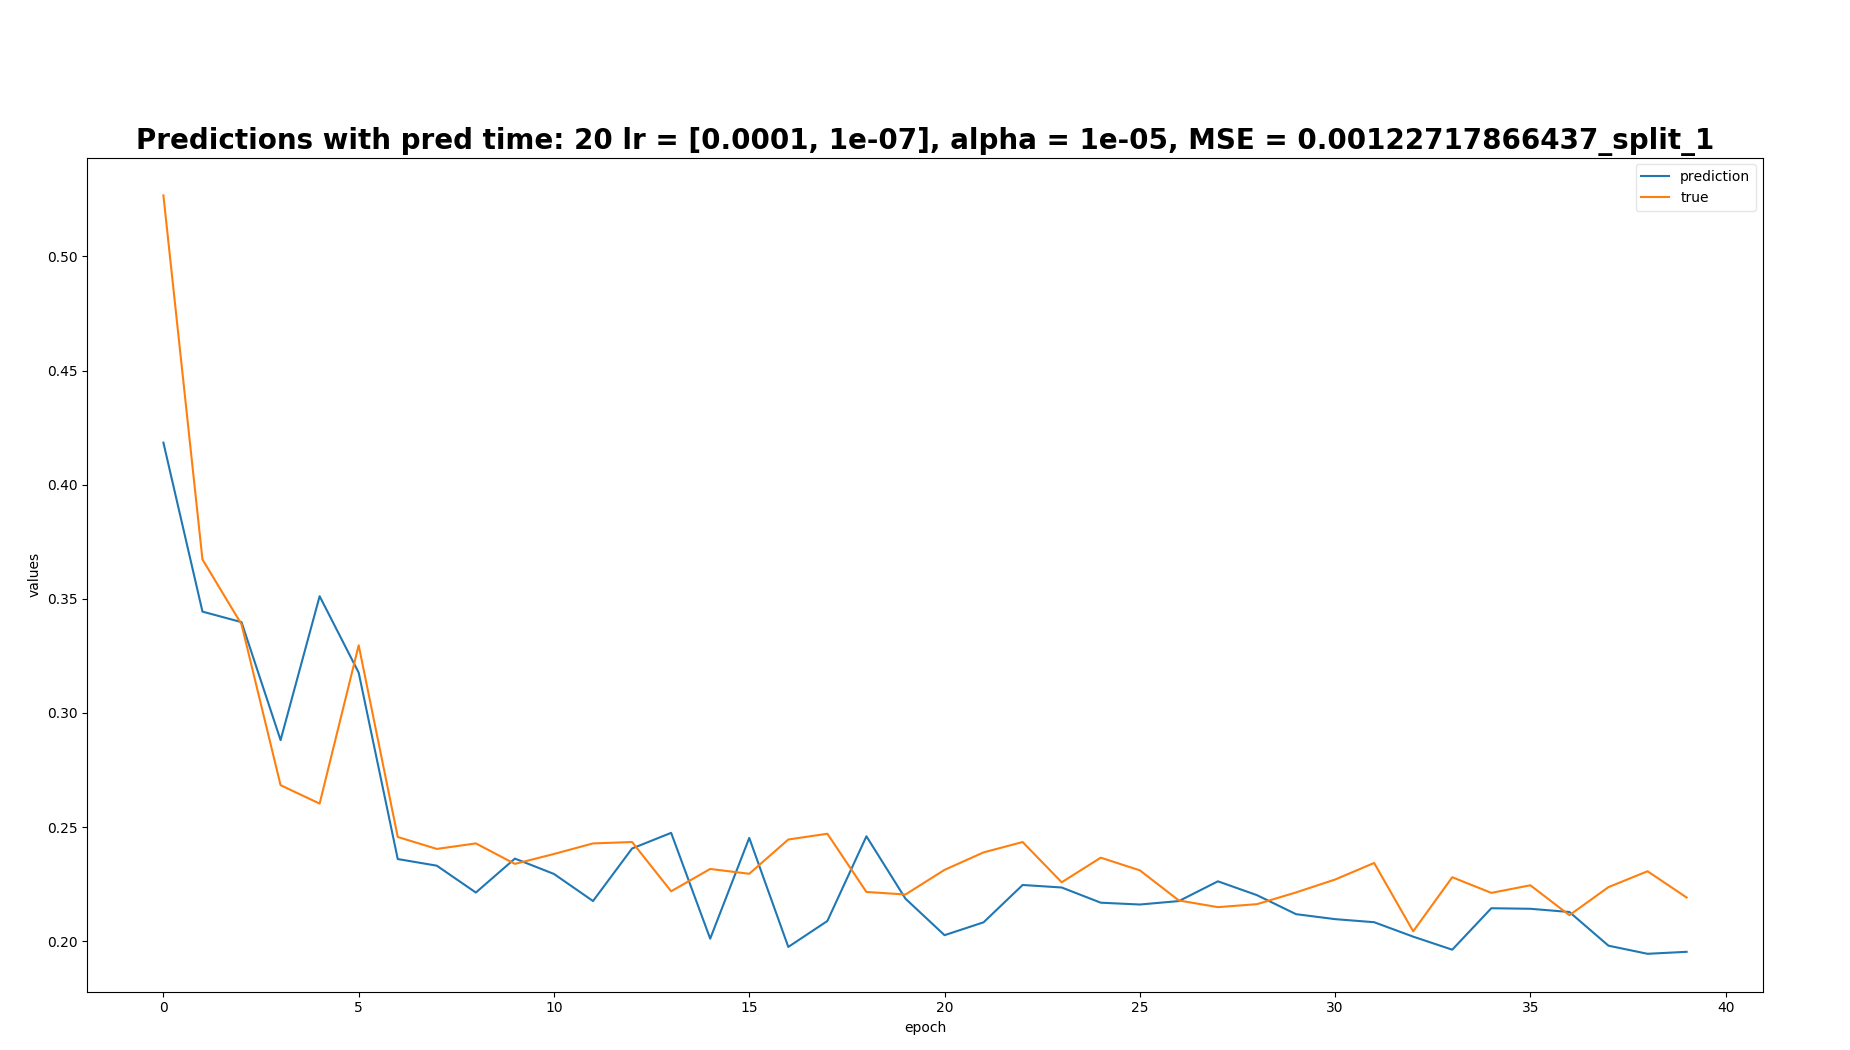 Predictions with pred time: 20 lr = [0.0001, 1e-07], alpha = 1e-05, MSE = 0.00122717866437_split_1
prediction
true
0.50
0.45
0.40
0.35
0.30
0.25
0.20
values
0 5 10 15 20 25 30 35 40
epoch